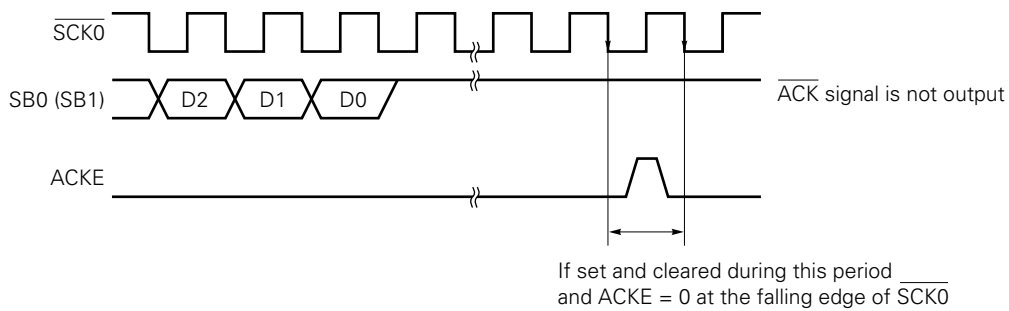 SCK0
SB0 (SB1) D2 D1 D0 ACK signal is not output
ACKE
If set and cleared during this period
and ACKE = 0 at the falling edge of SCK0